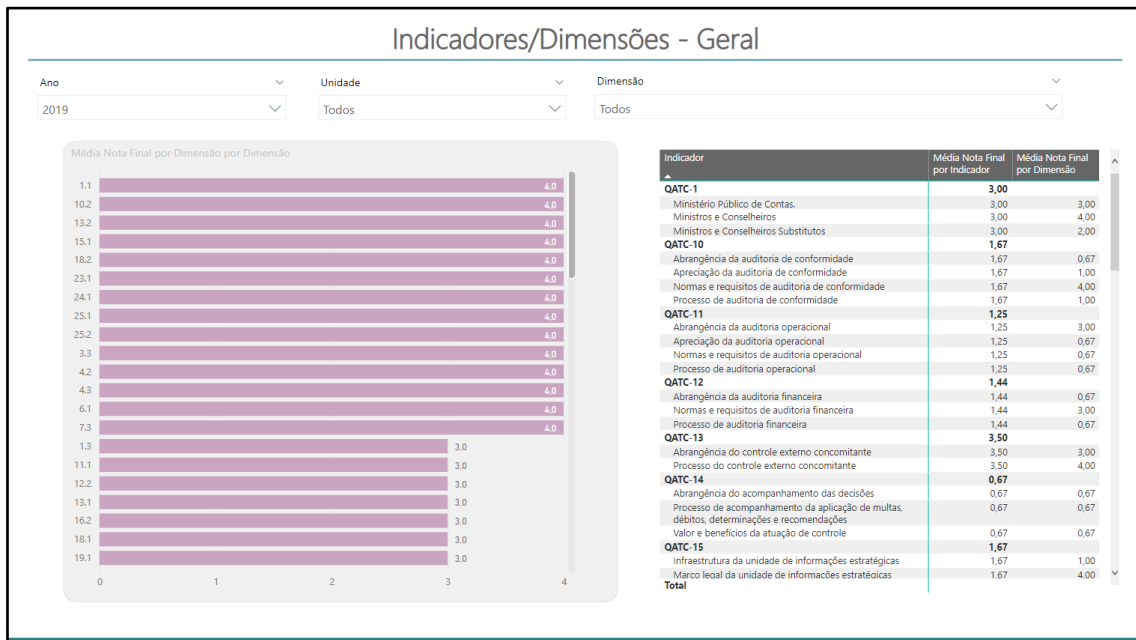 Indicadores/Dimensões - Geral
Ano
Unidade
Dimensão
2019
Todos
Todos
Média Nota Final por Dimensão por Dimensão
1.1 4,0
10.2 4,0
13.2 4,0
15.1 4,0
18.2 4,0
23.1 4,0
24.1 4,0
25.1 4,0
25.2 4,0
3.3 4,0
4.2 4,0
4.3 4,0
6.1 4,0
7.3 4,0
1.3 3,0
11.1 3,0
12.2 3,0
13.1 3,0
16.2 3,0
18.1 3,0
19.1 3,0
0 1 2 3 4
Indicador Média Nota Final por Indicador Média Nota Final por Dimensão
QATC-1 3,00
Ministério Público de Contas. 3,00 3,00
Ministros e Conselheiros 3,00 4,00
Ministros e Conselheiros Substitutos 3,00 2,00
QATC-10 1,67
Abrangência da auditoria de conformidade 1,67 0,67
Apreciação da auditoria de conformidade 1,67 1,00
Normas e requisitos de auditoria de conformidade 1,67 4,00
Processo de auditoria de conformidade 1,67 1,00
QATC-11 1,25
Abrangência da auditoria operacional 1,25 3,00
Apreciação da auditoria operacional 1,25 0,67
Normas e requisitos de auditoria operacional 1,25 0,67
Processo de auditoria operacional 1,25 0,67
QATC-12 1,44
Abrangência da auditoria financeira 1,44 0,67
Normas e requisitos de auditoria financeira 1,44 3,00
Processo de auditoria financeira 1,44 0,67
QATC-13 3,50
Abrangência do controle externo concomitante 3,50 3,00
Processo do controle externo concomitante 3,50 4,00
QATC-14 0,67
Abrangência do acompanhamento das decisões 0,67 0,67
Processo de acompanhamento da aplicação de multas, 0,67 0,67
débitos, determinações e recomendações
Valor e benefícios da atuação de controle 0,67 0,67
QATC-15 1,67
Infraestrutura da unidade de informações estratégicas 1,67 1,00
Marco legal da unidade de informações estratégicas 1,67 4,00
Total